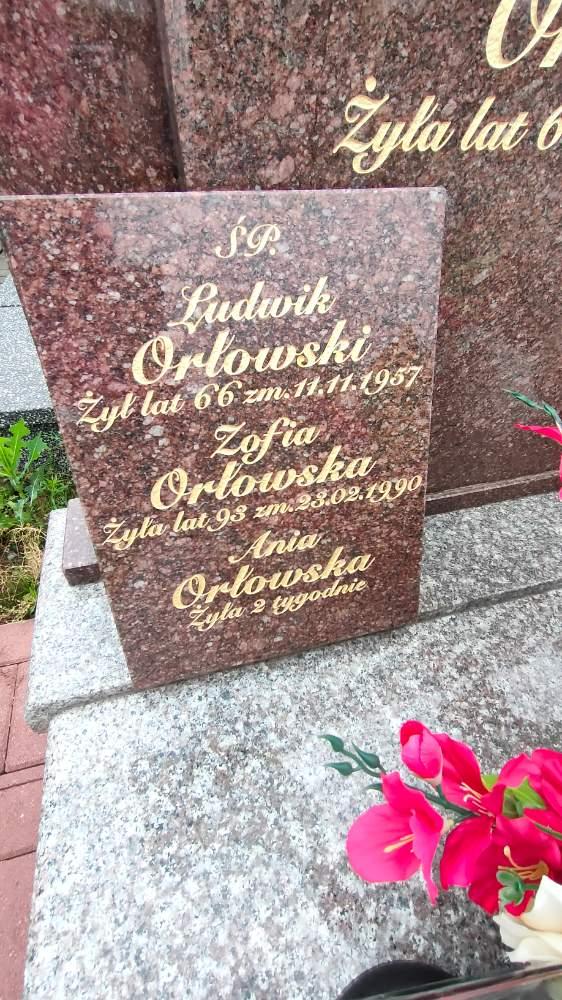 Żyła lat 6
ŚP.
Ludwik
Orłowski
Żył lat 66 zm. 11.11.1957
Zofia
Orłowska
Żyła lat 93 zm. 23.02.1990
Ania
Orłowska
Żyła 2 tygodnie